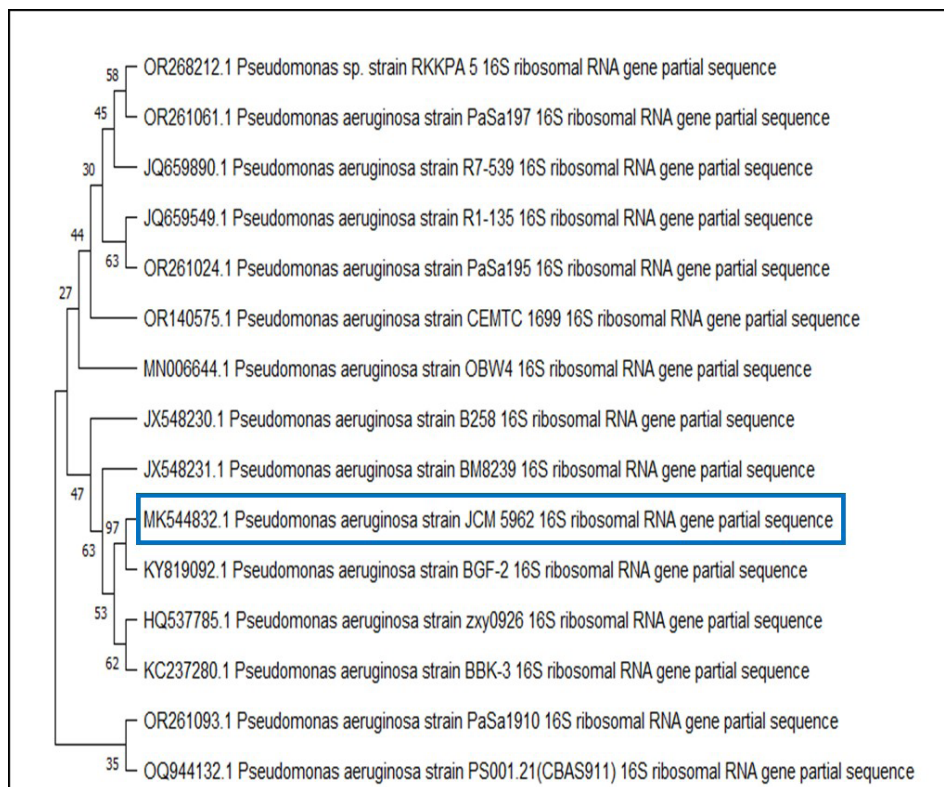 58
OR268212.1 Pseudomonas sp. strain RKKPA 5 16S ribosomal RNA gene partial sequence
45
OR261061.1 Pseudomonas aeruginosa strain PaSa197 16S ribosomal RNA gene partial sequence
30
JQ659890.1 Pseudomonas aeruginosa strain R7-539 16S ribosomal RNA gene partial sequence
JQ659549.1 Pseudomonas aeruginosa strain R1-135 16S ribosomal RNA gene partial sequence
44
63
OR261024.1 Pseudomonas aeruginosa strain PaSa195 16S ribosomal RNA gene partial sequence
27
OR140575.1 Pseudomonas aeruginosa strain CEMTC 1699 16S ribosomal RNA gene partial sequence
MN006644.1 Pseudomonas aeruginosa strain OBW4 16S ribosomal RNA gene partial sequence
JX548230.1 Pseudomonas aeruginosa strain B258 16S ribosomal RNA gene partial sequence
JX548231.1 Pseudomonas aeruginosa strain BM8239 16S ribosomal RNA gene partial sequence
47
97
MK544832.1 Pseudomonas aeruginosa strain JCM 5962 16S ribosomal RNA gene partial sequence
63
KY819092.1 Pseudomonas aeruginosa strain BGF-2 16S ribosomal RNA gene partial sequence
53
HQ537785.1 Pseudomonas aeruginosa strain zxy0926 16S ribosomal RNA gene partial sequence
62
KC237280.1 Pseudomonas aeruginosa strain BBK-3 16S ribosomal RNA gene partial sequence
OR261093.1 Pseudomonas aeruginosa strain PaSa1910 16S ribosomal RNA gene partial sequence
35
OQ944132.1 Pseudomonas aeruginosa strain PS001.21(CBAS911) 16S ribosomal RNA gene partial sequence